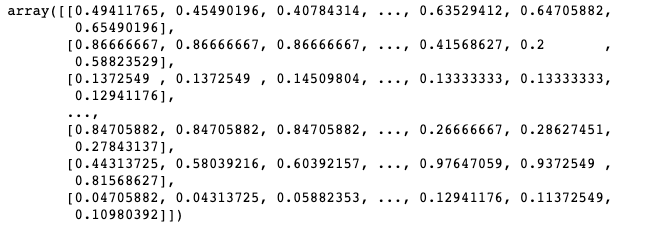 array([[0.49411765, 0.45490196, 0.40784314, ..., 0.63529412, 0.64705882,
        0.65490196],
       [0.86666667, 0.86666667, 0.86666667, ..., 0.41568627, 0.2       ,
        0.58823529],
       [0.1372549 , 0.1372549 , 0.14509804, ..., 0.13333333, 0.13333333,
        0.12941176],
       ...,
       [0.84705882, 0.84705882, 0.84705882, ..., 0.26666667, 0.28627451,
        0.27843137],
       [0.44313725, 0.58039216, 0.60392157, ..., 0.97647059, 0.9372549 ,
        0.81568627],
       [0.04705882, 0.04313725, 0.05882353, ..., 0.12941176, 0.11372549,
        0.10980392]])